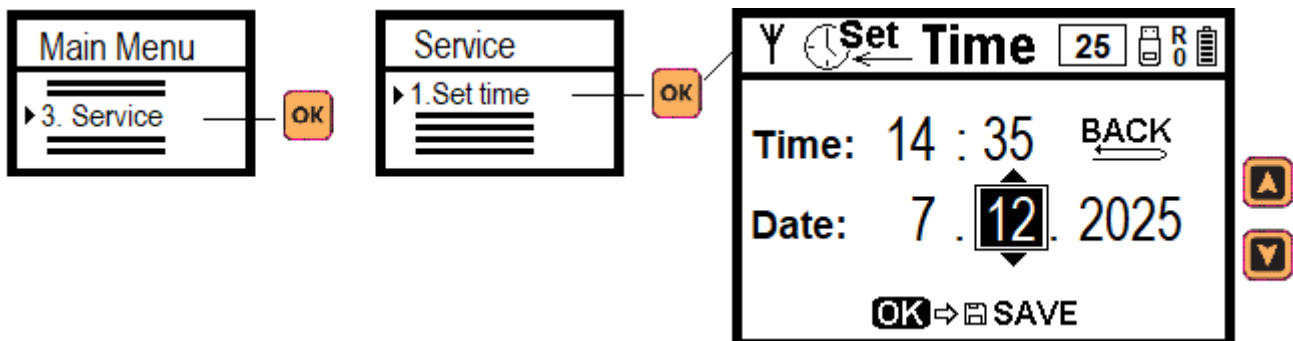 Main Menu
3. Service
OK
Service
1.Set time
OK
Set Time 25 R0
Time: 14 : 35 BACK
Date: 7 . 12 . 2025
OK SAVE